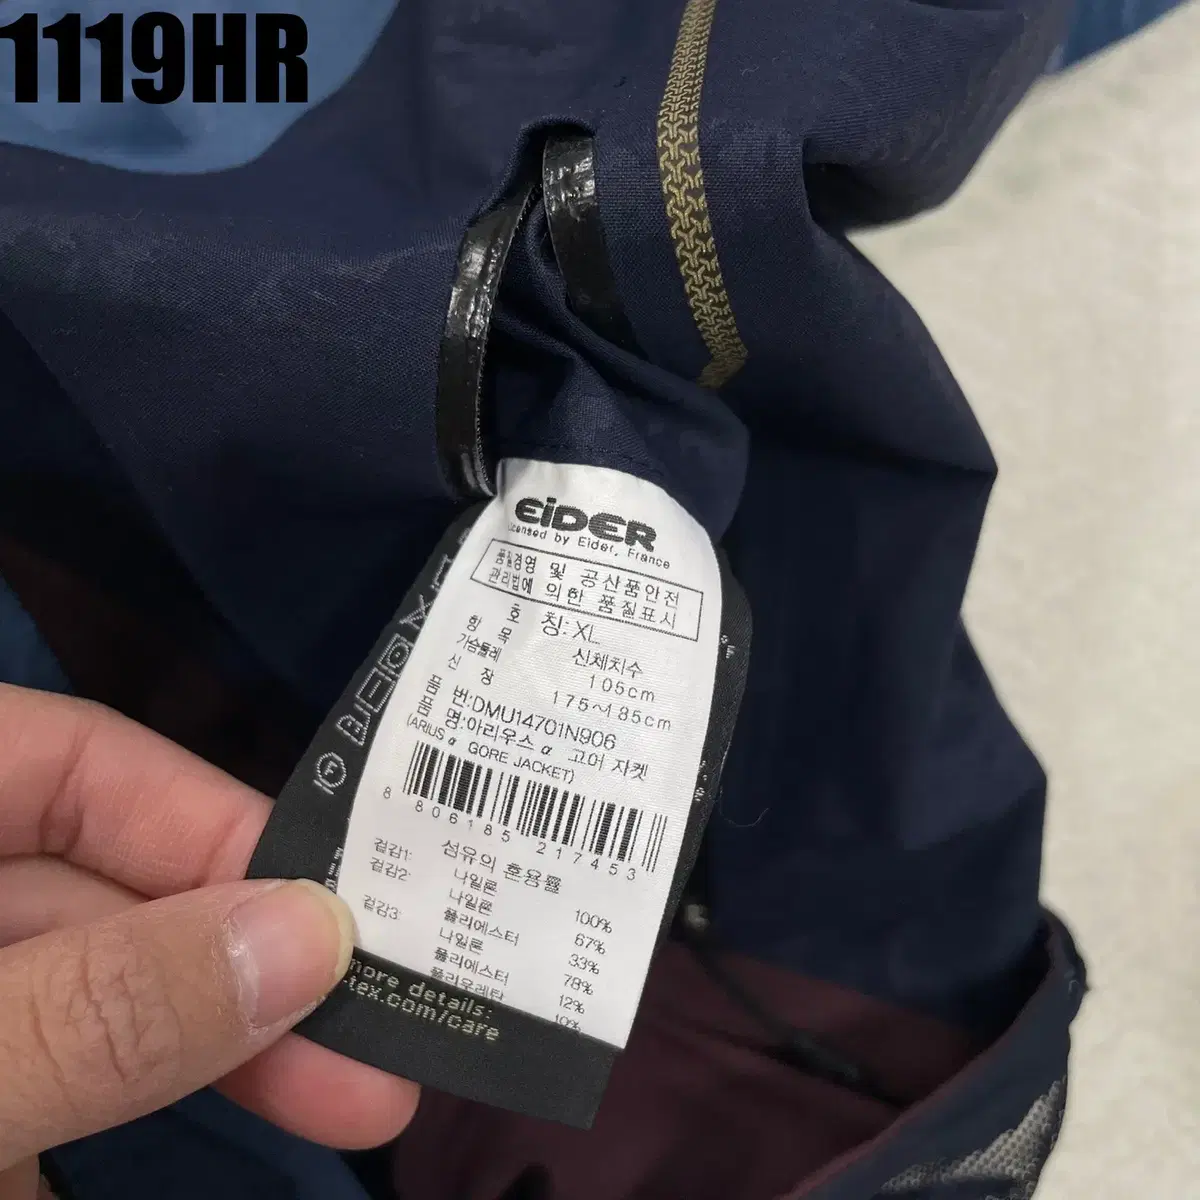 1119HR
EiDER
Licensed by Eider, France
품질경영 및 공산품안전
관리법에 의한 품질표시
호 칭: XL
항 목 신체치수
가슴둘레 105cm
신 장 175~185cm
품 번: DMU14701N906
품 명: 아리우스 α 고어 자켓
(ARIUS α GORE JACKET)
8 806185 217453
섬유의 혼용률
겉감1: 나일론 100%
겉감2: 나일론 67%
폴리에스터 33%
겉감3: 나일론 78%
폴리에스터 12%
폴리우레탄 10%
more details:
-tex.com/care